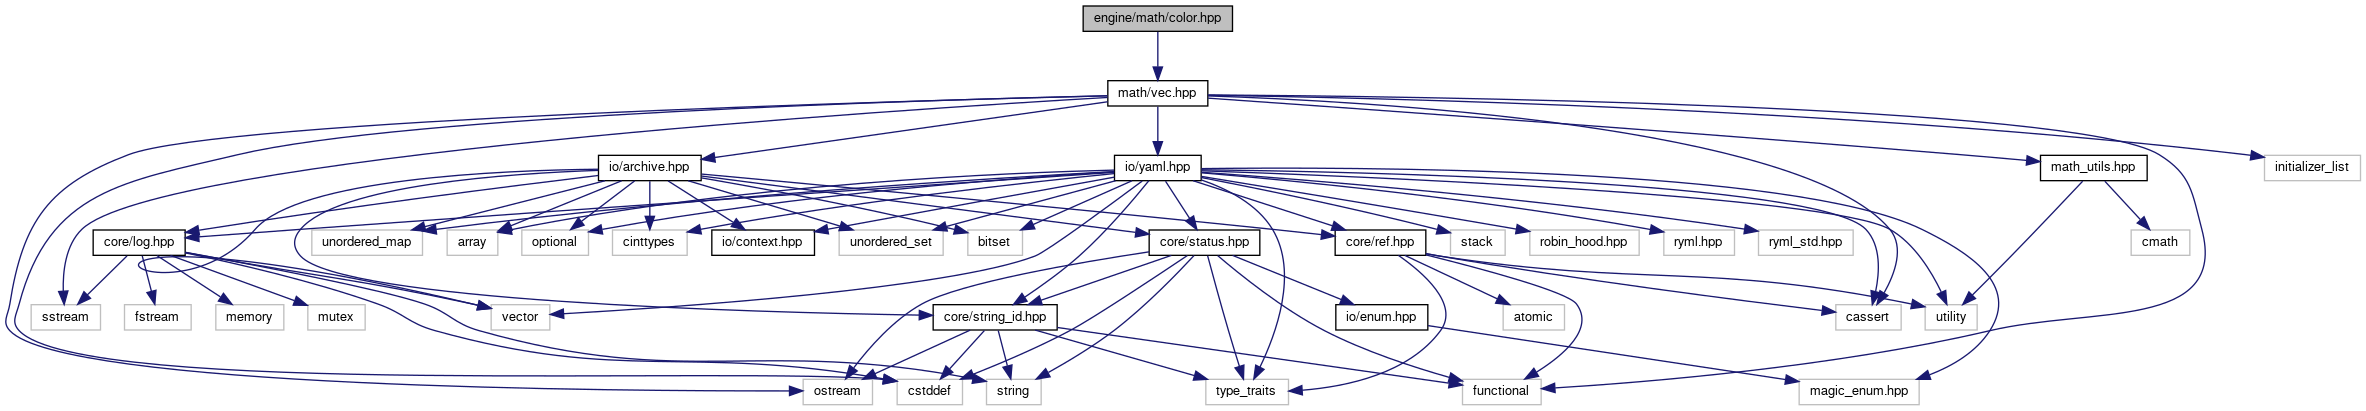 engine/math/color.hpp
math/vec.hpp
io/archive.hpp
io/yaml.hpp
math_utils.hpp
initializer_list
core/log.hpp
unordered_map
array
optional
cinttypes
io/context.hpp
unordered_set
bitset
core/status.hpp
core/ref.hpp
stack
robin_hood.hpp
ryml.hpp
ryml_std.hpp
cmath
sstream
fstream
memory
mutex
vector
core/string_id.hpp
io/enum.hpp
atomic
cassert
utility
ostream
cstddef
string
type_traits
functional
magic_enum.hpp